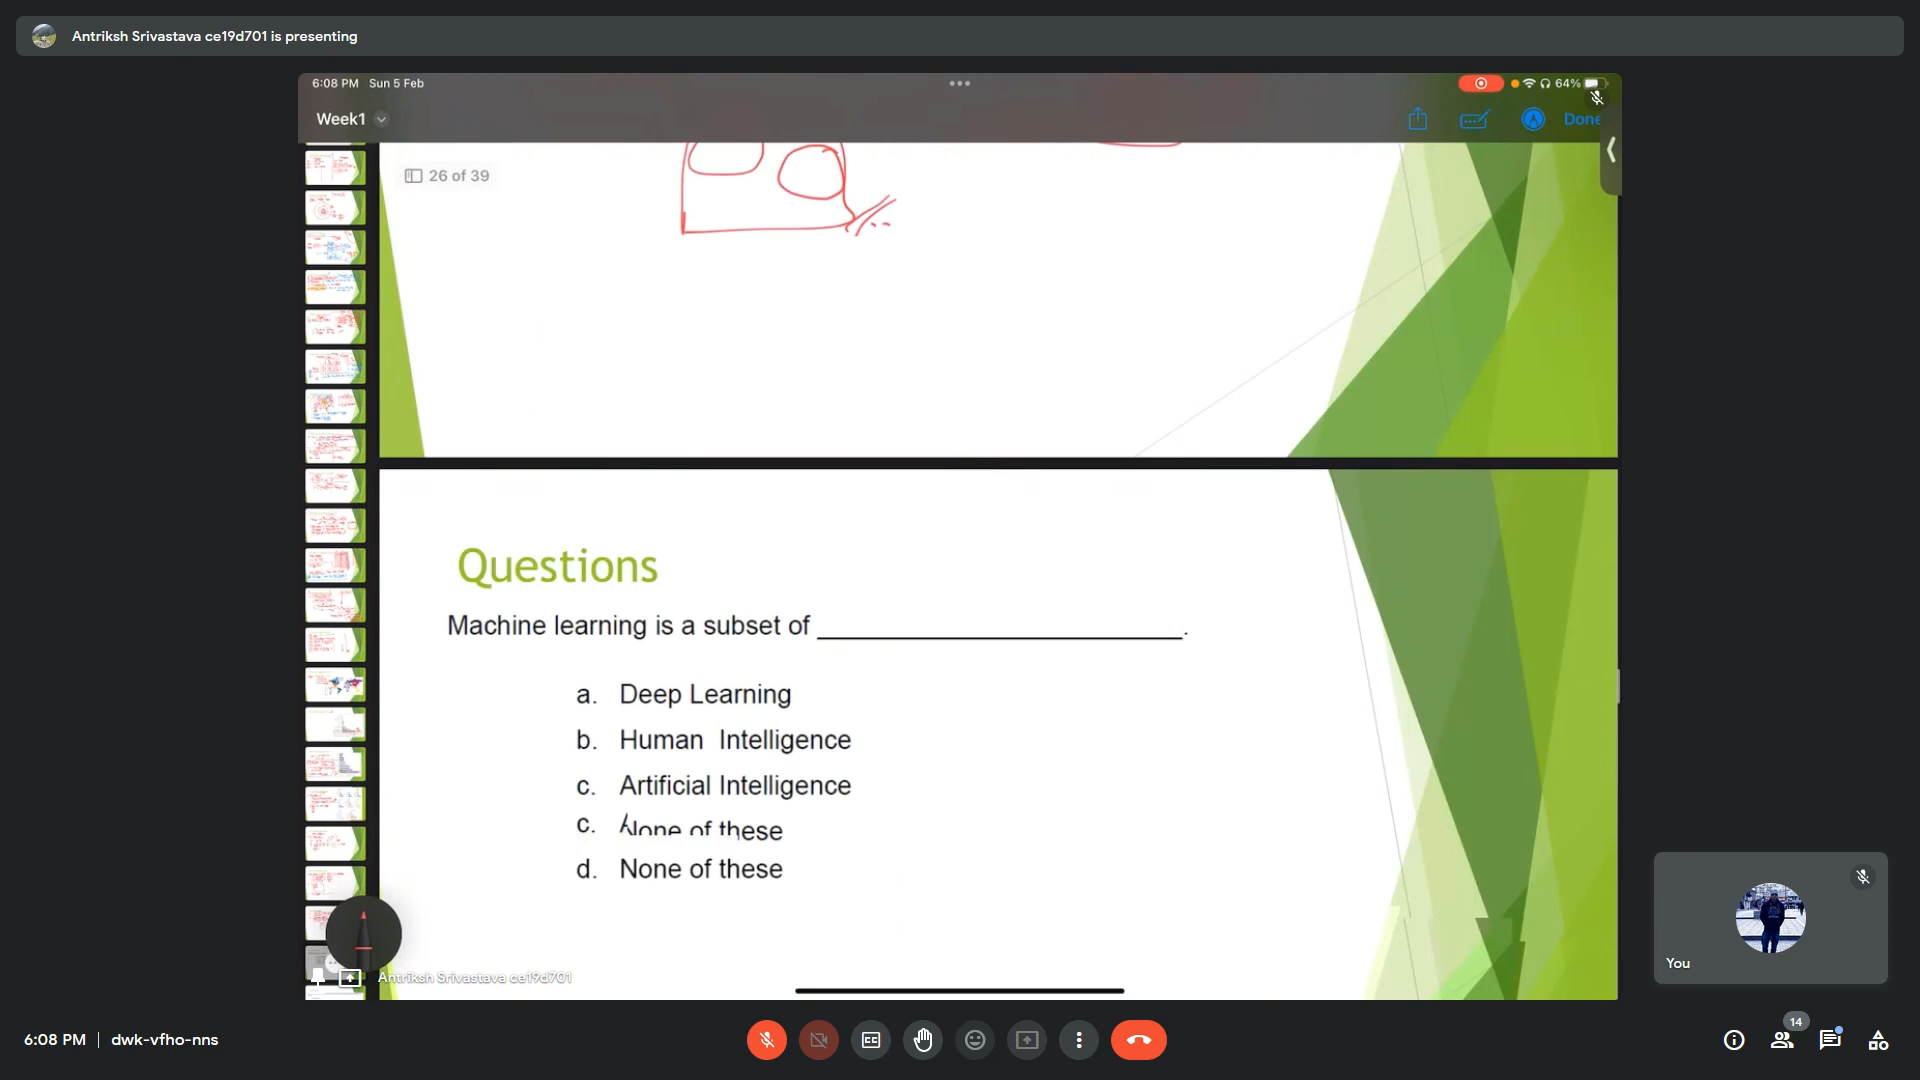 Antriksh Srivastava ce19d701 is presenting
6:08 PM Sun 5 Feb
64%
Week1
Done
26 of 39
Questions
Machine learning is a subset of ________________________.
a. Deep Learning
b. Human Intelligence
c. Artificial Intelligence
c. None of these
d. None of these
Antriksh Srivastava ce19d701
You
6:08 PM | dwk-vfho-nns
14